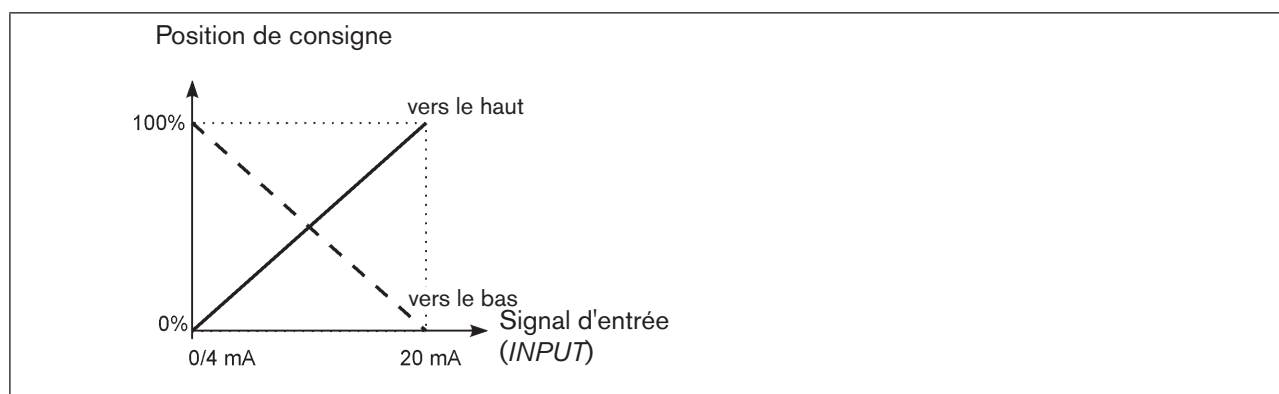 Position de consigne
vers le haut
100%
vers le bas
0%
Signal d'entrée
(INPUT)
0/4 mA
20 mA